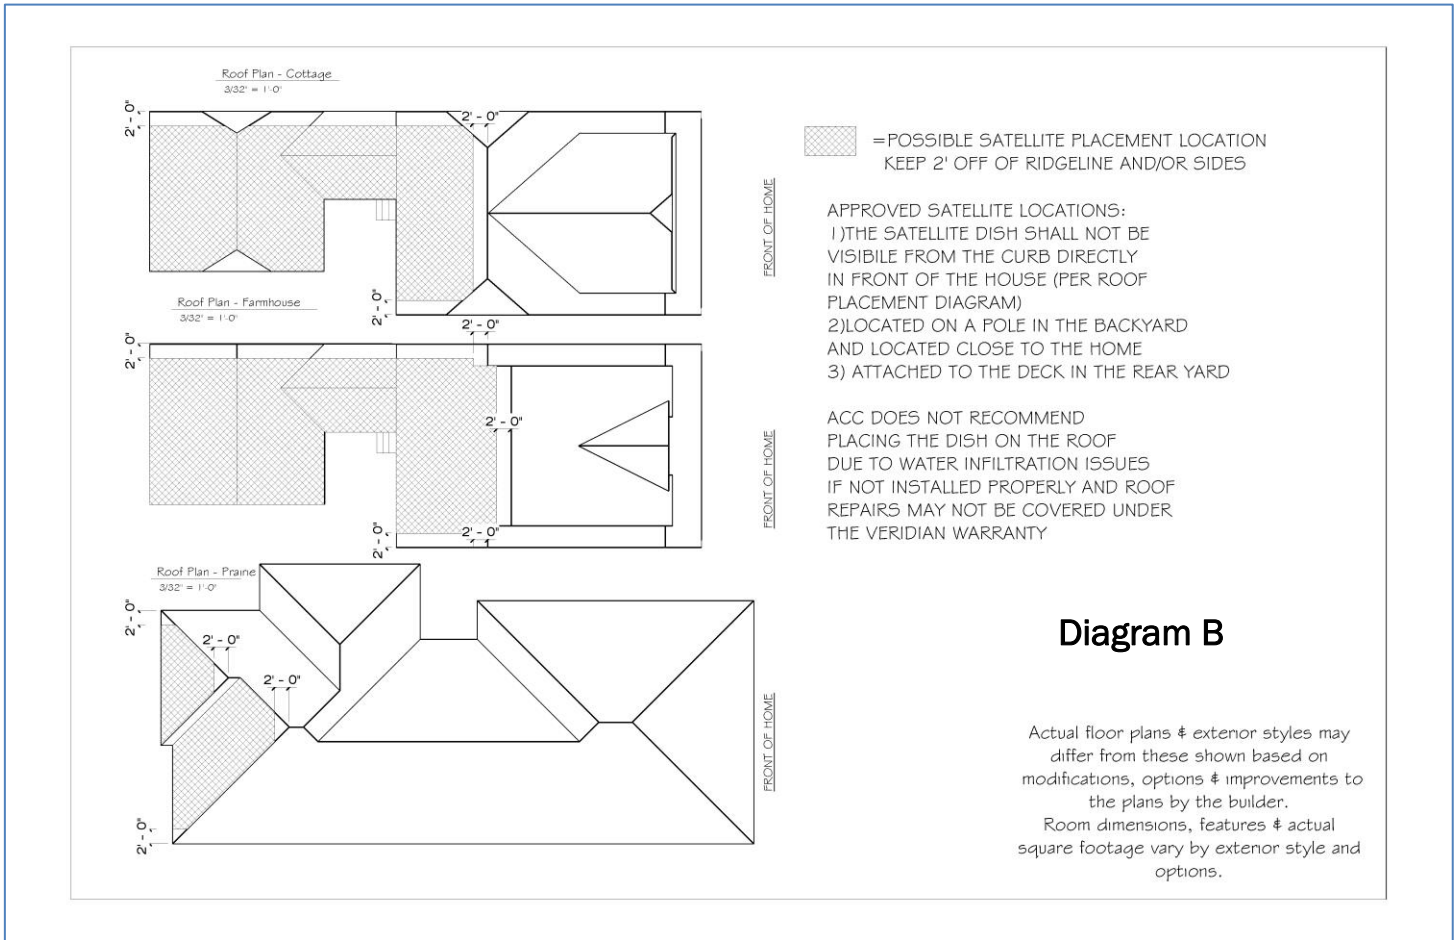 Roof Plan - Cottage
3/32" = 1'-0"
2' - 0"
2' - 0"
2' - 0"
FRONT OF HOME
Roof Plan - Farmhouse
3/32" = 1'-0"
2' - 0"
2' - 0"
2' - 0"
2' - 0"
2' - 0"
FRONT OF HOME
Roof Plan - Prairie
3/32" = 1'-0"
2' - 0"
2' - 0"
2' - 0"
2' - 0"
FRONT OF HOME
=POSSIBLE SATELLITE PLACEMENT LOCATION
KEEP 2' OFF OF RIDGELINE AND/OR SIDES
APPROVED SATELLITE LOCATIONS:
1)THE SATELLITE DISH SHALL NOT BE
VISIBILE FROM THE CURB DIRECTLY
IN FRONT OF THE HOUSE (PER ROOF
PLACEMENT DIAGRAM)
2)LOCATED ON A POLE IN THE BACKYARD
AND LOCATED CLOSE TO THE HOME
3) ATTACHED TO THE DECK IN THE REAR YARD
ACC DOES NOT RECOMMEND
PLACING THE DISH ON THE ROOF
DUE TO WATER INFILTRATION ISSUES
IF NOT INSTALLED PROPERLY AND ROOF
REPAIRS MAY NOT BE COVERED UNDER
THE VERIDIAN WARRANTY
Diagram B
Actual floor plans & exterior styles may
differ from these shown based on
modifications, options & improvements to
the plans by the builder.
Room dimensions, features & actual
square footage vary by exterior style and
options.